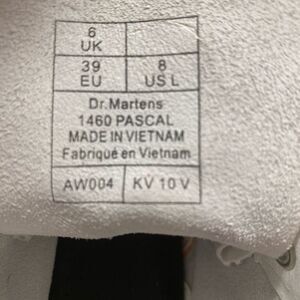 6
UK
39
EU
8
US L
Dr. Martens
1460 PASCAL
MADE IN VIETNAM
Fabriqué en Vietnam
AW004
KV 10 V